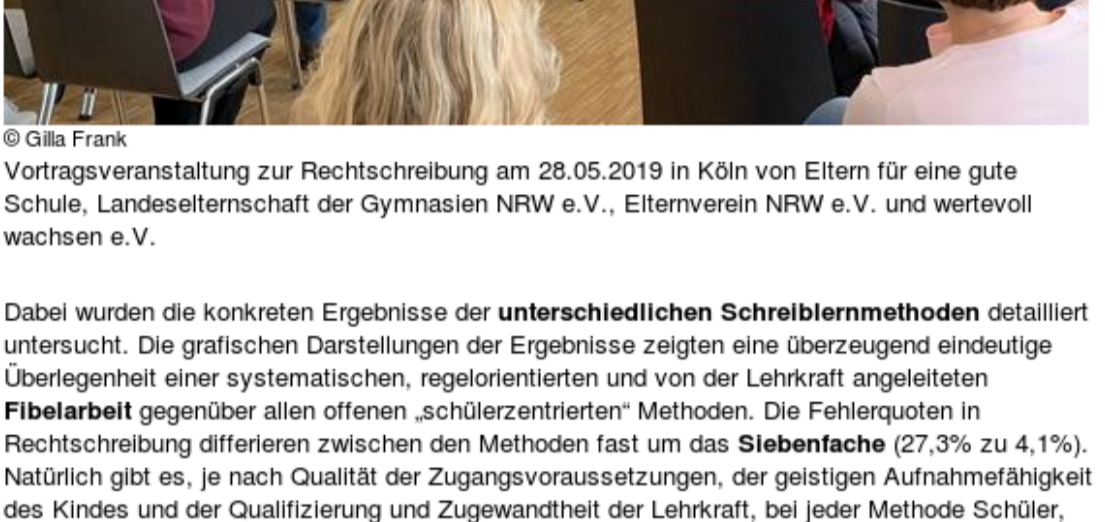 © Gilla Frank
Vortragsveranstaltung zur Rechtschreibung am 28.05.2019 in Köln von Eltern für eine gute
Schule, Landeselternschaft der Gymnasien NRW e.V., Elternverein NRW e.V. und wertevoll
wachsen e.V.
Dabei wurden die konkreten Ergebnisse der unterschiedlichen Schreiblernmethoden detailliert
untersucht. Die grafischen Darstellungen der Ergebnisse zeigten eine überzeugend eindeutige
Überlegenheit einer systematischen, regelorientierten und von der Lehrkraft angeleiteten
Fibelarbeit gegenüber allen offenen „schülerzentrierten“ Methoden. Die Fehlerquoten in
Rechtschreibung differieren zwischen den Methoden fast um das Siebenfache (27,3% zu 4,1%).
Natürlich gibt es, je nach Qualität der Zugangsvoraussetzungen, der geistigen Aufnahmefähigkeit
des Kindes und der Qualifizierung und Zugewandtheit der Lehrkraft, bei jeder Methode Schüler,